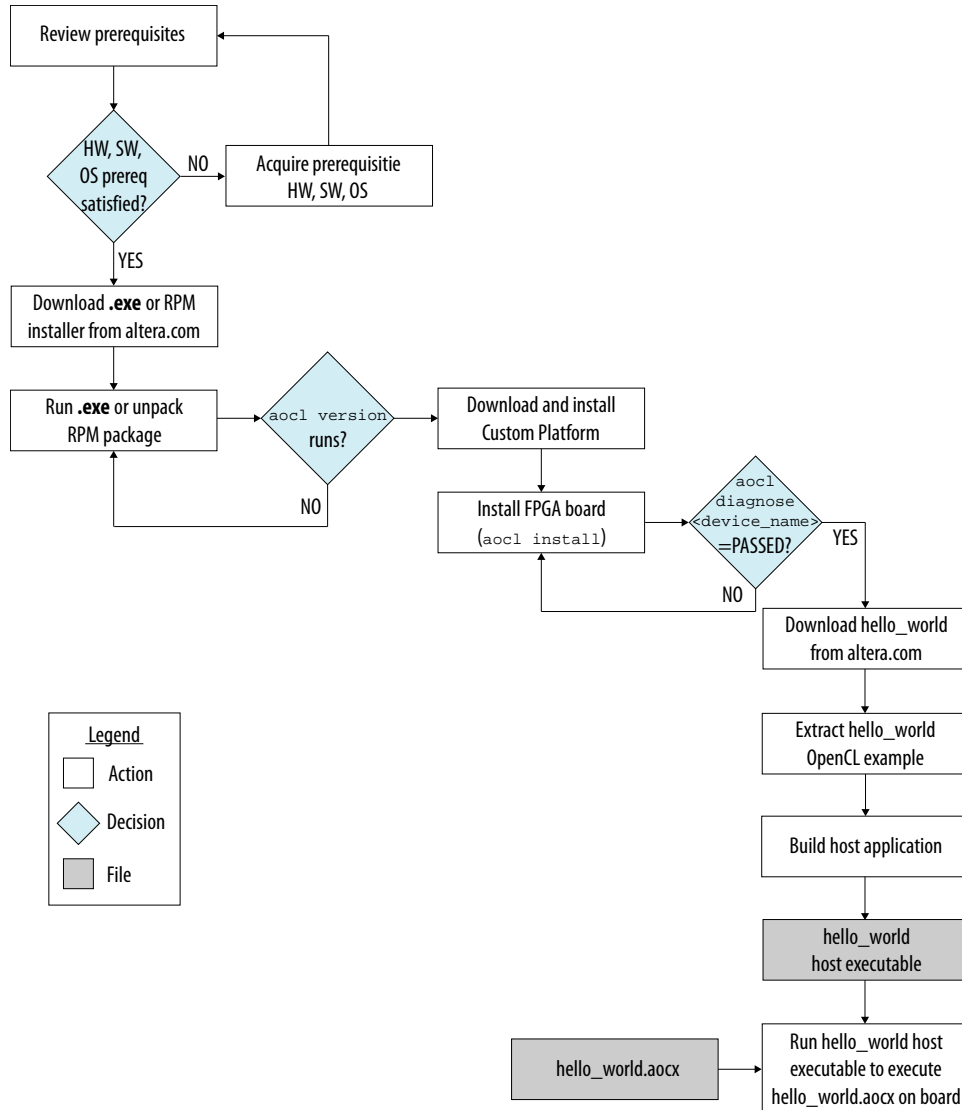 Review prerequisites
HW, SW,
OS prereq
satisfied?
NO
Acquire prerequisitie
HW, SW, OS
YES
Download .exe or RPM
installer from altera.com
Run .exe or unpack
RPM package
aocl version
runs?
NO
Download and install
Custom Platform
Install FPGA board
(aocl install)
aocl
diagnose
<device_name>
=PASSED?
YES
NO
Download hello_world
from altera.com
Extract hello_world
OpenCL example
Build host application
hello_world
host executable
hello_world.aocx
Run hello_world host
executable to execute
hello_world.aocx on board
Legend
Action
Decision
File